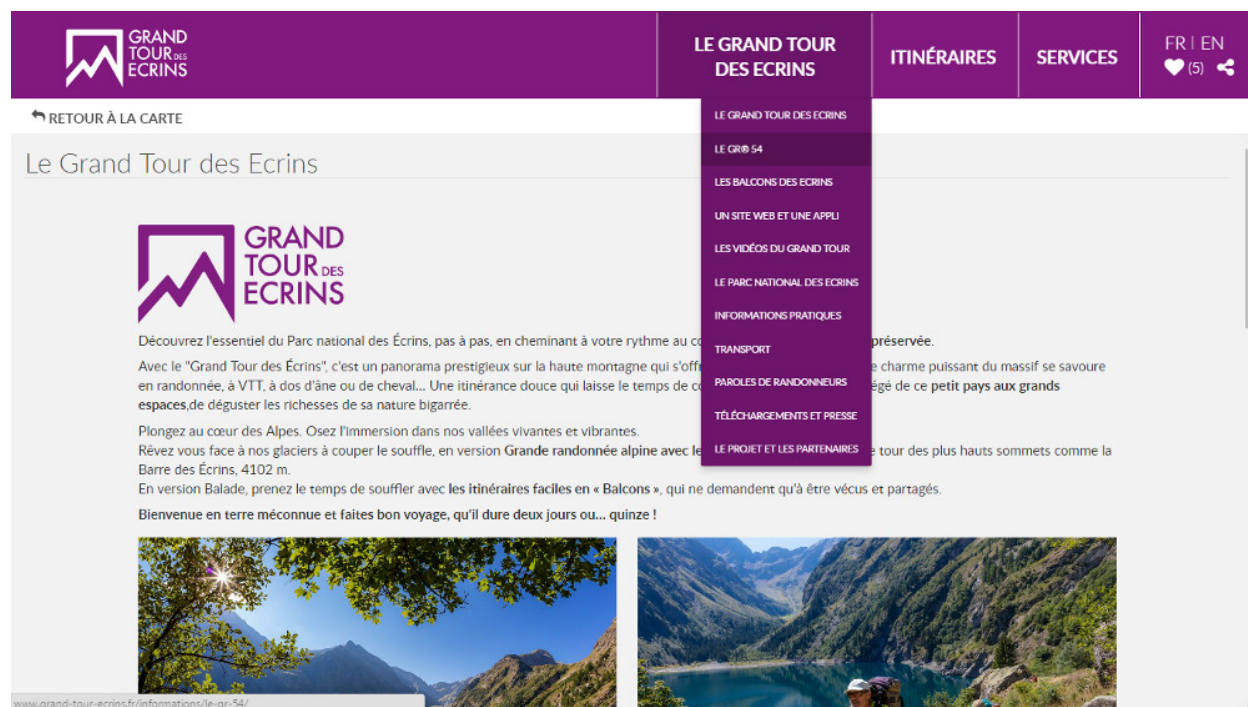 GRAND
TOUR DES
ECRINS
LE GRAND TOUR
DES ECRINS
ITINÉRAIRES
SERVICES
FR | EN
(5)
RETOUR À LA CARTE
LE GRAND TOUR DES ECRINS
LE GR® 54
LES BALCONS DES ECRINS
UN SITE WEB ET UNE APPLI
LES VIDÉOS DU GRAND TOUR
LE PARC NATIONAL DES ECRINS
INFORMATIONS PRATIQUES
TRANSPORT
PAROLES DE RANDONNEURS
TÉLÉCHARGEMENTS ET PRESSE
LE PROJET ET LES PARTENAIRES
Le Grand Tour des Ecrins
GRAND
TOUR DES
ECRINS
Découvrez l'essentiel du Parc national des Écrins, pas à pas, en cheminant à votre rythme au préservée.
Avec le "Grand Tour des Écrins", c'est un panorama prestigieux sur la haute montagne qui charme puissant du massif se savoure
en randonnée, à VTT, à dos d'âne ou de cheval... Une itinérance douce qui laisse le temps de de ce petit pays aux grands
espaces,de déguster les richesses de sa nature bigarrée.
Plongez au cœur des Alpes. Osez l'immersion dans nos vallées vivantes et vibrantes.
Rêvez vous face à nos glaciers à couper le souffle, en version Grande randonnée alpine avec tour des plus hauts sommets comme la
Barre des Écrins, 4102 m.
En version Balade, prenez le temps de souffler avec les itinéraires faciles en « Balcons », qui ne demandent qu'à être vécus et partagés.
Bienvenue en terre méconnue et faites bon voyage, qu'il dure deux jours ou... quinze !
www.grand-tour-ecrins.fr/informations/le-gr-54/